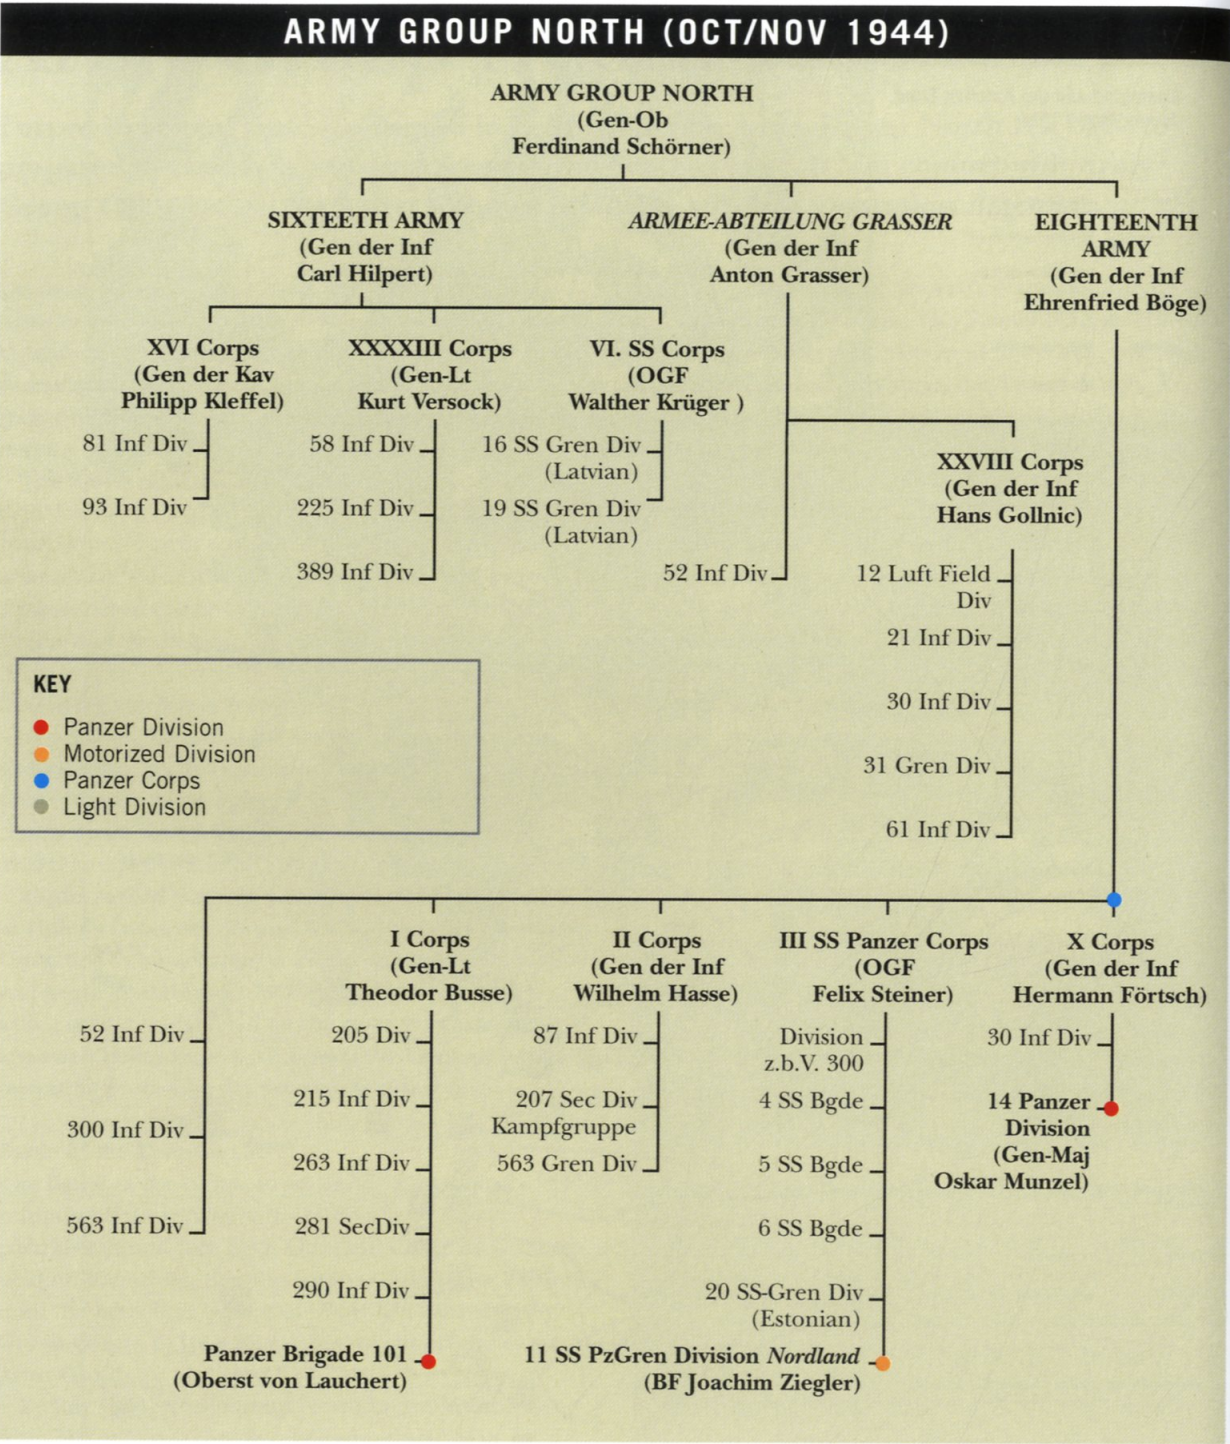 ARMY GROUP NORTH (OCT/NOV 1944)
ARMY GROUP NORTH
(Gen-Ob
Ferdinand Schörner)
SIXTEETH ARMY
(Gen der Inf
Carl Hilpert)
ARMEE-ABTEILUNG GRASSER
(Gen der Inf
Anton Grasser)
EIGHTEENTH
ARMY
(Gen der Inf
Ehrenfried Böge)
XVI Corps
(Gen der Kav
Philipp Kleffel)
81 Inf Div
93 Inf Div
XXXXIII Corps
(Gen-Lt
Kurt Versock)
58 Inf Div
225 Inf Div
389 Inf Div
VI. SS Corps
(OGF
Walther Krüger )
16 SS Gren Div
(Latvian)
19 SS Gren Div
(Latvian)
52 Inf Div
XXVIII Corps
(Gen der Inf
Hans Gollnic)
12 Luft Field
Div
21 Inf Div
30 Inf Div
31 Gren Div
61 Inf Div
KEY
Panzer Division
Motorized Division
Panzer Corps
Light Division
52 Inf Div
300 Inf Div
563 Inf Div
I Corps
(Gen-Lt
Theodor Busse)
205 Div
215 Inf Div
263 Inf Div
281 SecDiv
290 Inf Div
Panzer Brigade 101
(Oberst von Lauchert)
II Corps
(Gen der Inf
Wilhelm Hasse)
87 Inf Div
207 Sec Div
Kampfgruppe
563 Gren Div
III SS Panzer Corps
(OGF
Felix Steiner)
Division
z.b.V. 300
4 SS Bgde
5 SS Bgde
6 SS Bgde
20 SS-Gren Div
(Estonian)
11 SS PzGren Division Nordland
(BF Joachim Ziegler)
X Corps
(Gen der Inf
Hermann Förtsch)
30 Inf Div
14 Panzer
Division
(Gen-Maj
Oskar Munzel)